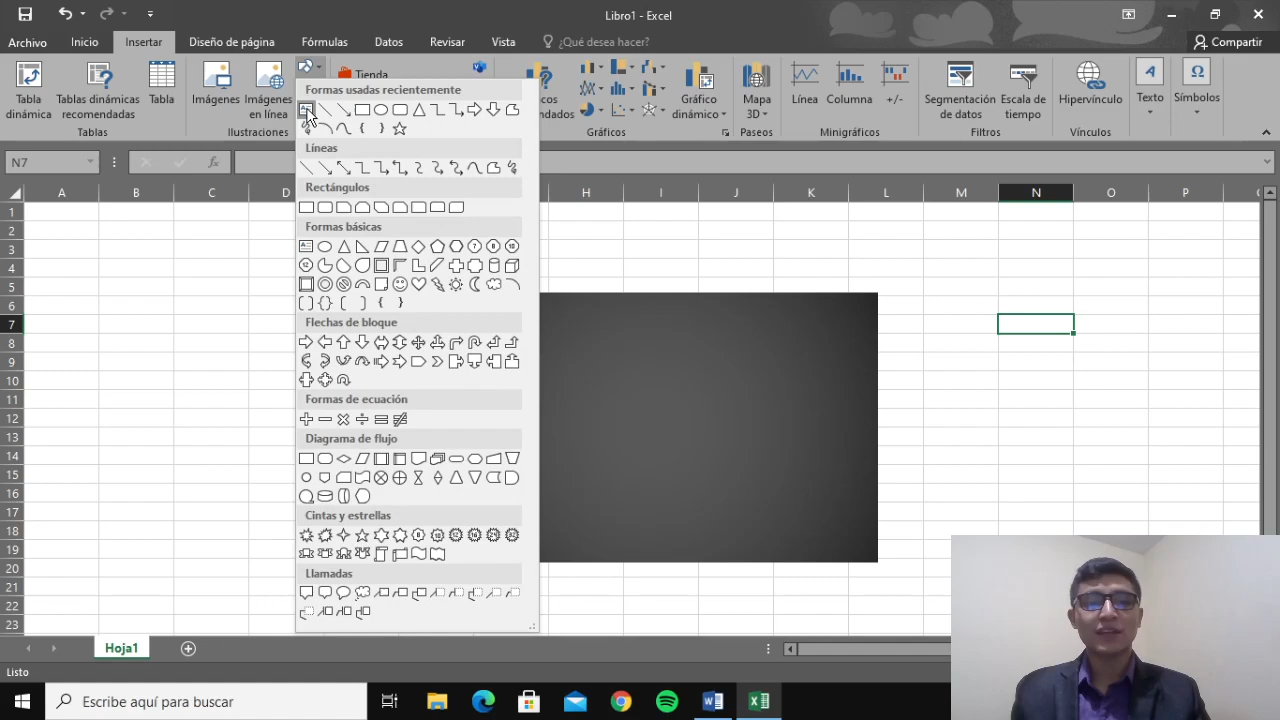 Libro1 - Excel
Archivo Inicio Insertar Diseño de página Fórmulas Datos Revisar Vista ¿Qué desea hacer? Compartir
Tienda
Tabla dinámica
Tablas dinámicas recomendadas
Tabla
Imágenes
Imágenes en línea
Gráfico dinámico
Mapa 3D
Línea
Columna
+/-
Segmentación de datos
Escala de tiempo
Hipervínculo
Texto
Símbolos
Tablas
Ilustraciones
Gráficos
Paseos
Minigráficos
Filtros
Vínculos
N7
fx
A B C D H I J K L M N O P
1
2
3
4
5
6
7
8
9
10
11
12
13
14
15
16
17
18
19
20
21
22
23
Formas usadas recientemente
Líneas
Rectángulos
Formas básicas
Flechas de bloque
Formas de ecuación
Diagrama de flujo
Cintas y estrellas
Llamadas
Hoja1
Listo
Escribe aquí para buscar